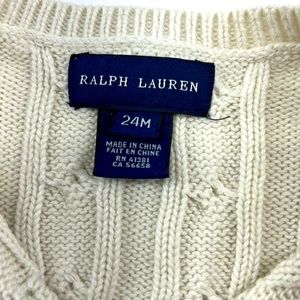 RALPH LAUREN
24M
MADE IN CHINA
FAIT EN CHINE
RN 41381
CA 56658